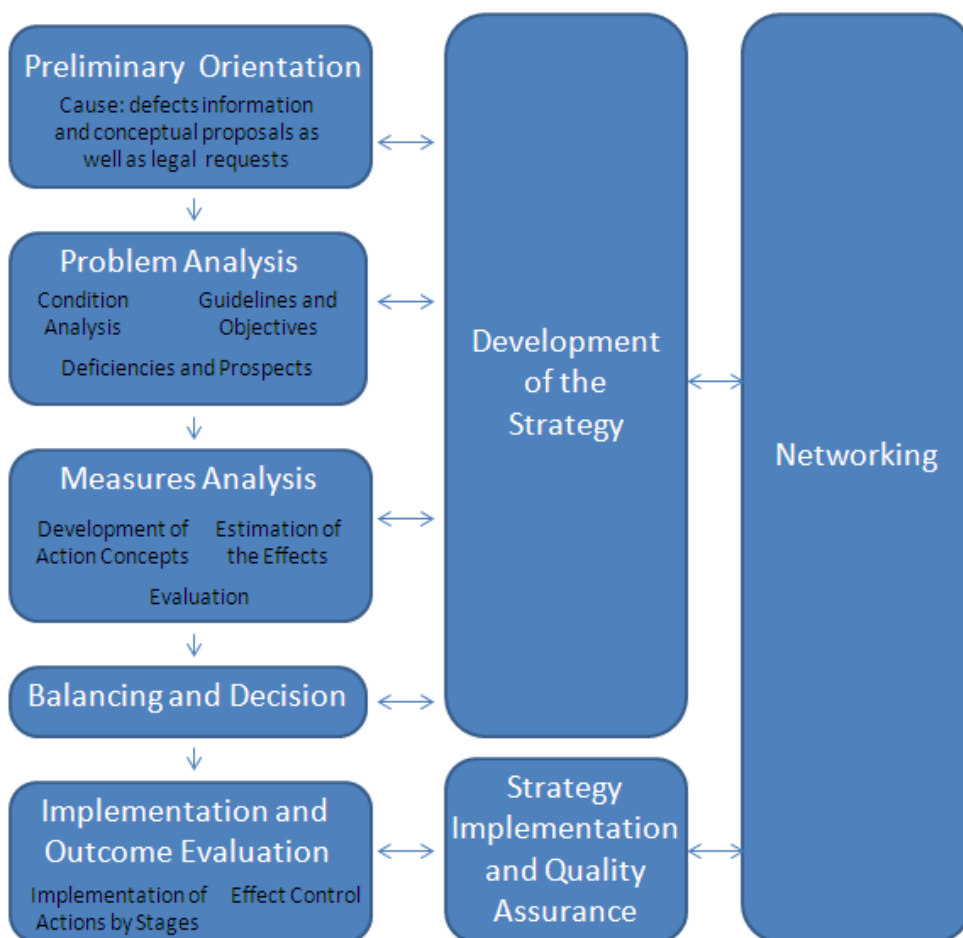 Preliminary Orientation
Cause: defects information
and conceptual proposals as
well as legal requests
Problem Analysis
Condition
Analysis
Guidelines and
Objectives
Deficiencies and Prospects
Measures Analysis
Development of
Action Concepts
Estimation of
the Effects
Evaluation
Balancing and Decision
Implementation and
Outcome Evaluation
Implementation of
Actions by Stages
Effect Control
Development
of the
Strategy
Strategy
Implementation
and Quality
Assurance
Networking